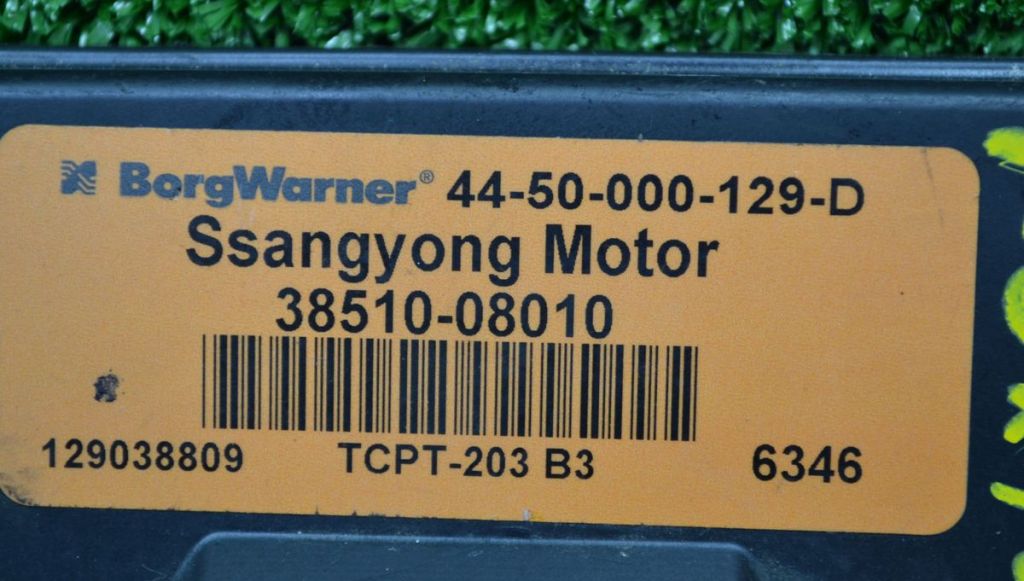 BorgWarner® 44-50-000-129-D
Ssangyong Motor
38510-08010
129038809 TCPT-203 B3 6346